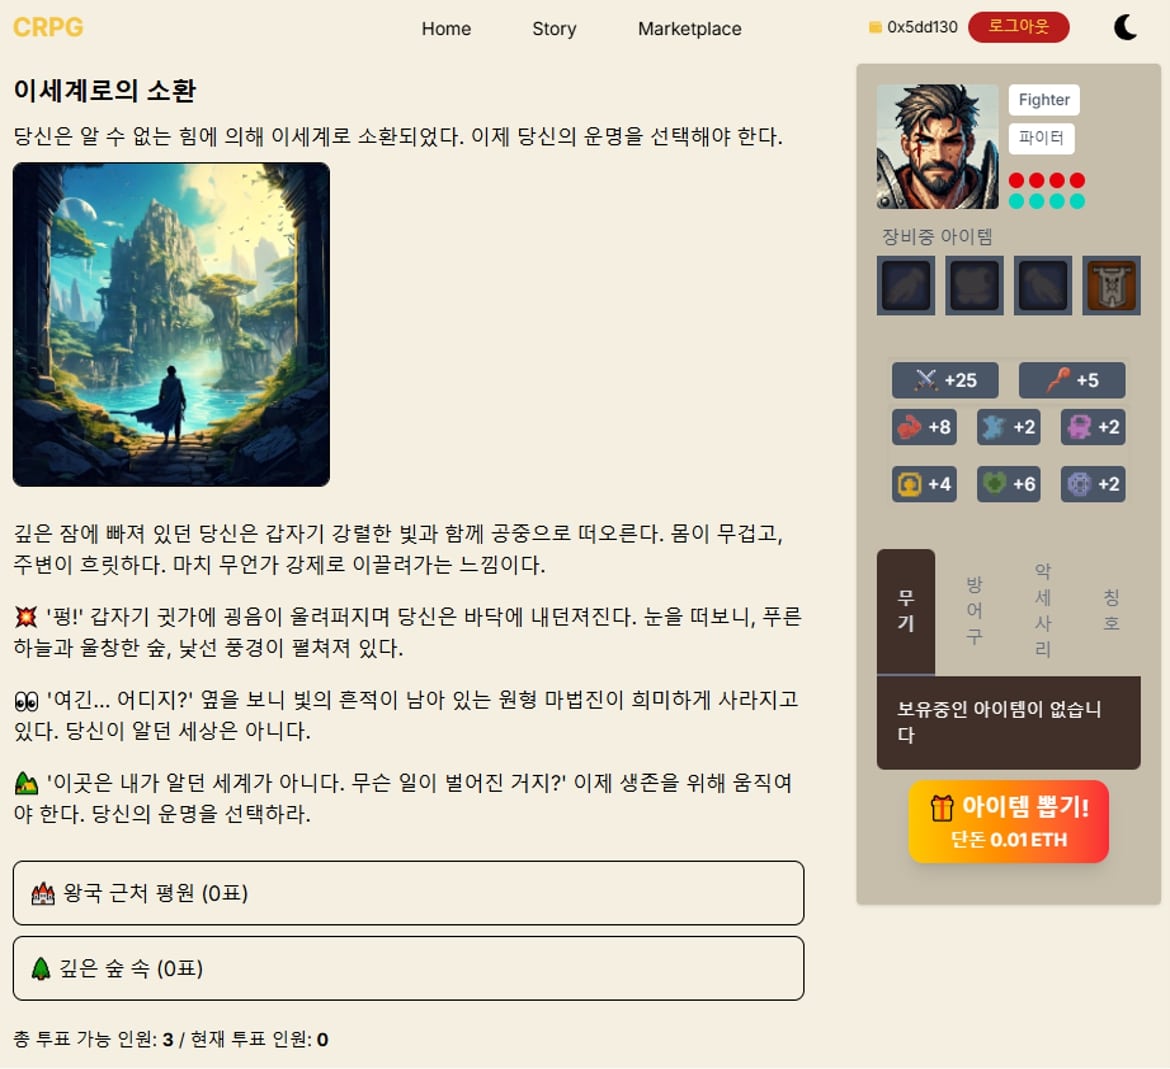 CRPG
Home
Story
Marketplace
0x5dd130
로그아웃
이세계로의 소환
당신은 알 수 없는 힘에 의해 이세계로 소환되었다. 이제 당신의 운명을 선택해야 한다.
깊은 잠에 빠져 있던 당신은 갑자기 강렬한 빛과 함께 공중으로 떠오른다. 몸이 무겁고,
주변이 흐릿하다. 마치 무언가 강제로 이끌려가는 느낌이다.
💥 '펑!' 갑자기 귓가에 굉음이 울려퍼지며 당신은 바닥에 내던져진다. 눈을 떠보니, 푸른
하늘과 울창한 숲, 낯선 풍경이 펼쳐져 있다.
👀 '여긴... 어디지?' 옆을 보니 빛의 흔적이 남아 있는 원형 마법진이 희미하게 사라지고
있다. 당신이 알던 세상은 아니다.
🏕 '이곳은 내가 알던 세계가 아니다. 무슨 일이 벌어진 거지?' 이제 생존을 위해 움직여
야 한다. 당신의 운명을 선택하라.
🏰 왕국 근처 평원 (0표)
🌲 깊은 숲 속 (0표)
총 투표 가능 인원: 3 / 현재 투표 인원: 0
Fighter
파이터
장비중 아이템
+25
+5
+8
+2
+2
+4
+6
+2
무기
방어구
악세사리
칭호
보유중인 아이템이 없습니
다
🎁 아이템 뽑기!
단돈 0.01 ETH